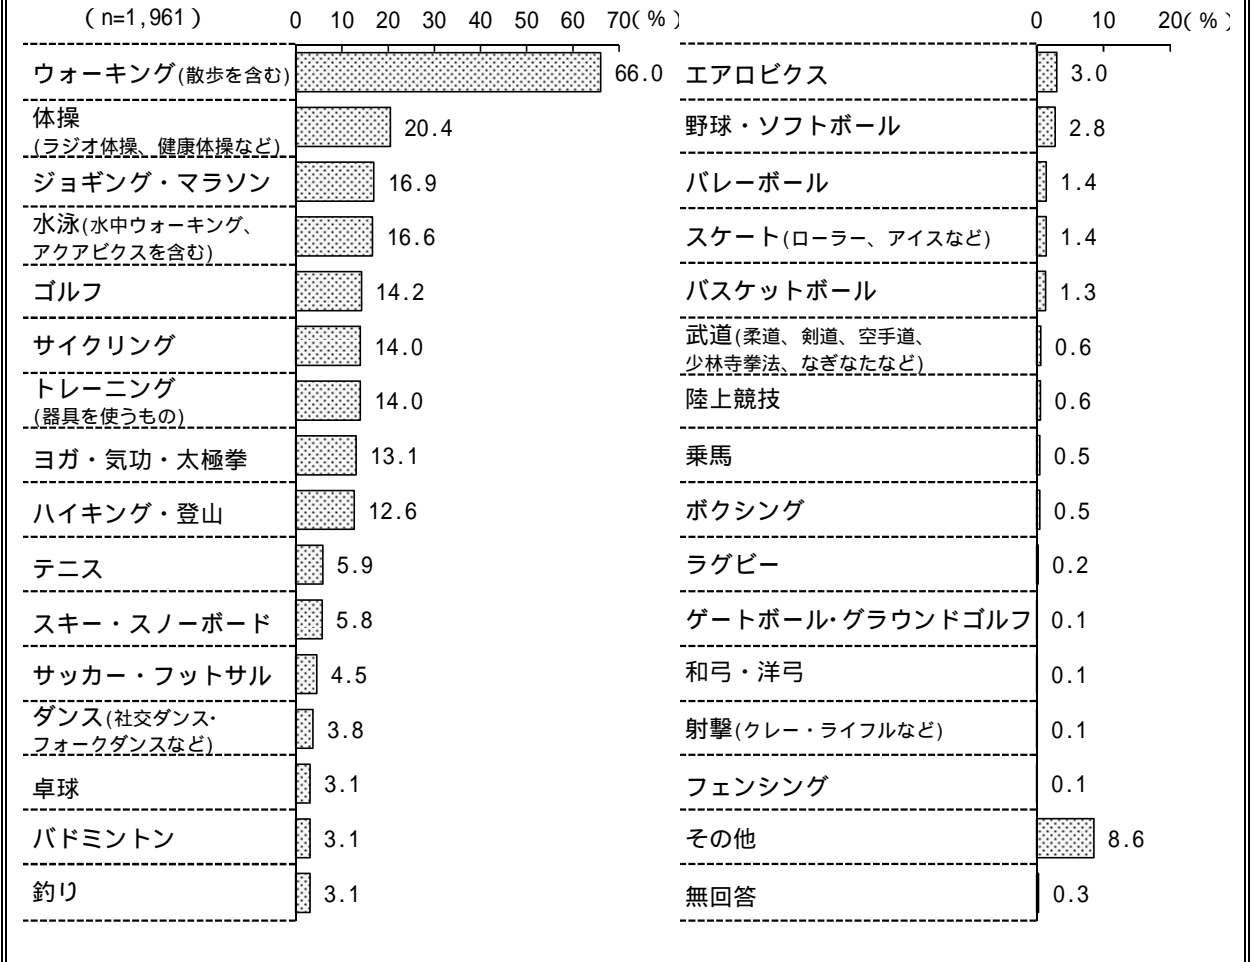 （n=1,961）
0 10 20 30 40 50 60 70(％)
ウォーキング(散歩を含む) 66.0
体操
(ラジオ体操、健康体操など) 20.4
ジョギング・マラソン 16.9
水泳(水中ウォーキング、
アクアビクスを含む) 16.6
ゴルフ 14.2
サイクリング 14.0
トレーニング
(器具を使うもの) 14.0
ヨガ・気功・太極拳 13.1
ハイキング・登山 12.6
テニス 5.9
スキー・スノーボード 5.8
サッカー・フットサル 4.5
ダンス(社交ダンス･
フォークダンスなど) 3.8
卓球 3.1
バドミントン 3.1
釣り 3.1
0 10 20(％)
エアロビクス 3.0
野球・ソフトボール 2.8
バレーボール 1.4
スケート(ローラー、アイスなど) 1.4
バスケットボール 1.3
武道(柔道、剣道、空手道、
少林寺拳法、なぎなたなど) 0.6
陸上競技 0.6
乗馬 0.5
ボクシング 0.5
ラグビー 0.2
ゲートボール･グラウンドゴルフ 0.1
和弓・洋弓 0.1
射撃(クレー・ライフルなど) 0.1
フェンシング 0.1
その他 8.6
無回答 0.3